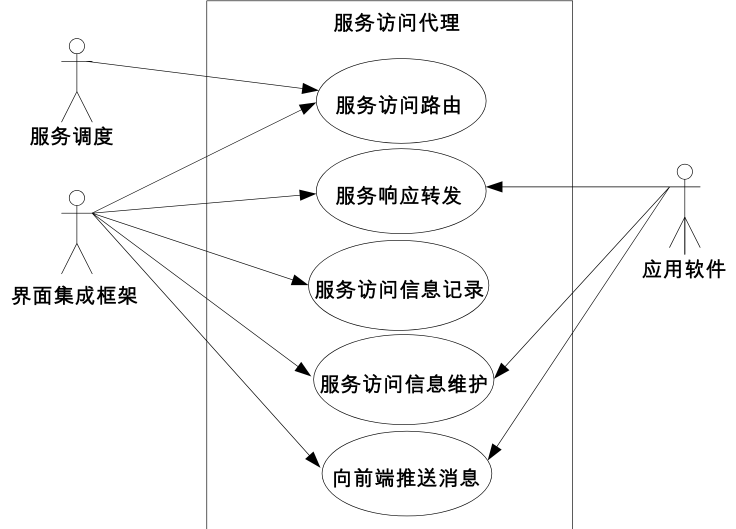 服务访问代理
服务访问路由
服务调度
服务响应转发
应用软件
服务访问信息记录
界面集成框架
服务访问信息维护
向前端推送消息